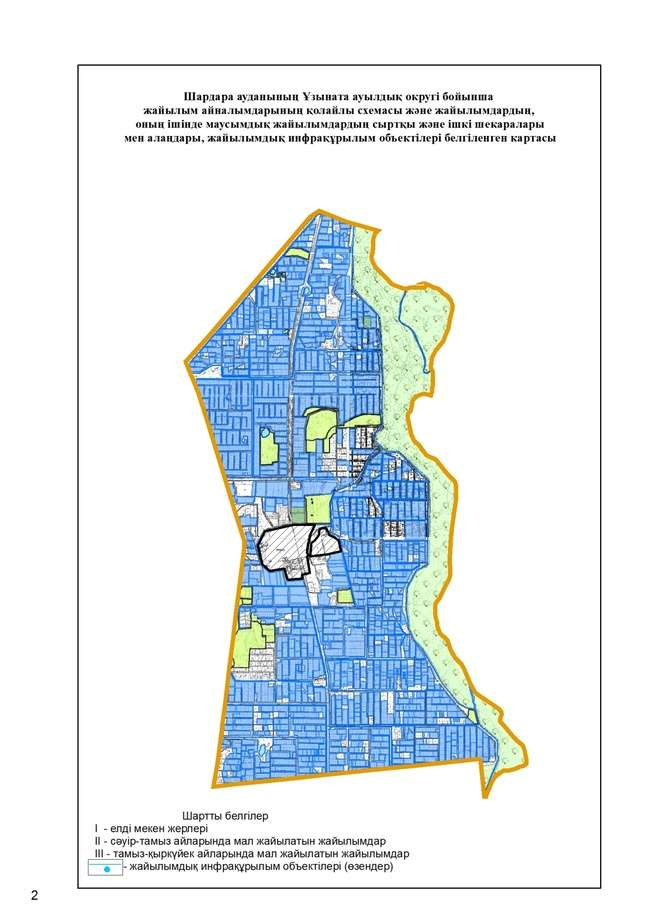 Шардара ауданының Ұзыната ауылдық округі бойынша
жайылым айналымдарының қолайлы схемасы және жайылымдардың,
оның ішінде маусымдық жайылымдардың сыртқы және ішкі шекаралары
мен алаңдары, жайылымдық инфрақұрылым объектілері белгіленген картасы
Шартты белгілер
I - елді мекен жерлері
II - сәуір-тамыз айларында мал жайылатын жайылымдар
III - тамыз-қыркүйек айларында мал жайылатын жайылымдар
- жайылымдық инфрақұрылым объектілері (өзендер)
2